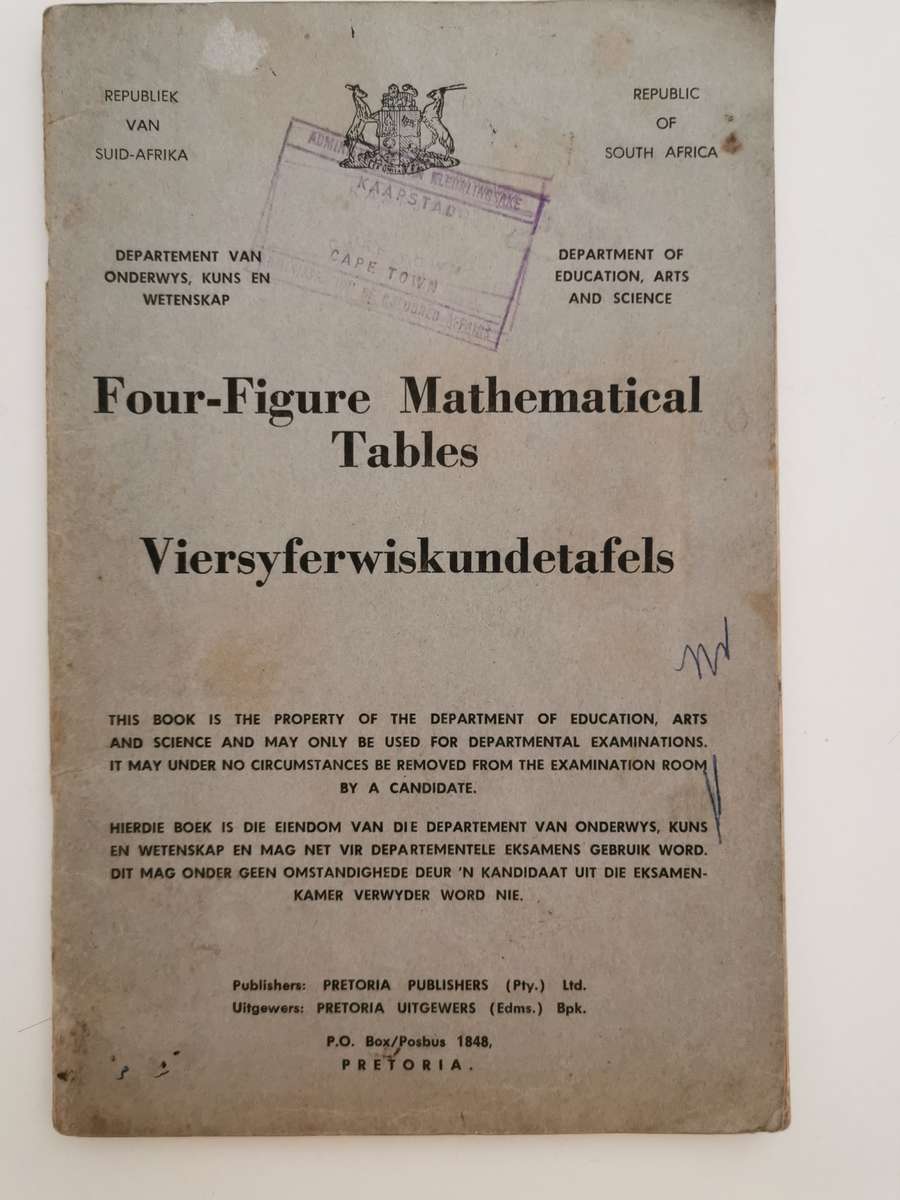 REPUBLIEK
VAN
SUID-AFRIKA
REPUBLIC
OF
SOUTH AFRICA
KLEURLINGSAKE
KAAPSTAD
CAPE TOWN
COLOURED AFFAIRS
DEPARTEMENT VAN
ONDERWYS, KUNS EN
WETENSKAP
DEPARTMENT OF
EDUCATION, ARTS
AND SCIENCE
Four-Figure Mathematical
Tables
Viersyferwiskundetafels
THIS BOOK IS THE PROPERTY OF THE DEPARTMENT OF EDUCATION, ARTS
AND SCIENCE AND MAY ONLY BE USED FOR DEPARTMENTAL EXAMINATIONS.
IT MAY UNDER NO CIRCUMSTANCES BE REMOVED FROM THE EXAMINATION ROOM
BY A CANDIDATE.
HIERDIE BOEK IS DIE EIENDOM VAN DIE DEPARTEMENT VAN ONDERWYS, KUNS
EN WETENSKAP EN MAG NET VIR DEPARTEMENTELE EKSAMENS GEBRUIK WORD.
DIT MAG ONDER GEEN OMSTANDIGHEDE DEUR 'N KANDIDAAT UIT DIE EKSAMEN-
KAMER VERWYDER WORD NIE.
Publishers: PRETORIA PUBLISHERS (Pty.) Ltd.
Uitgewers: PRETORIA UITGEWERS (Edms.) Bpk.
P.O. Box/Posbus 1848,
PRETORIA.